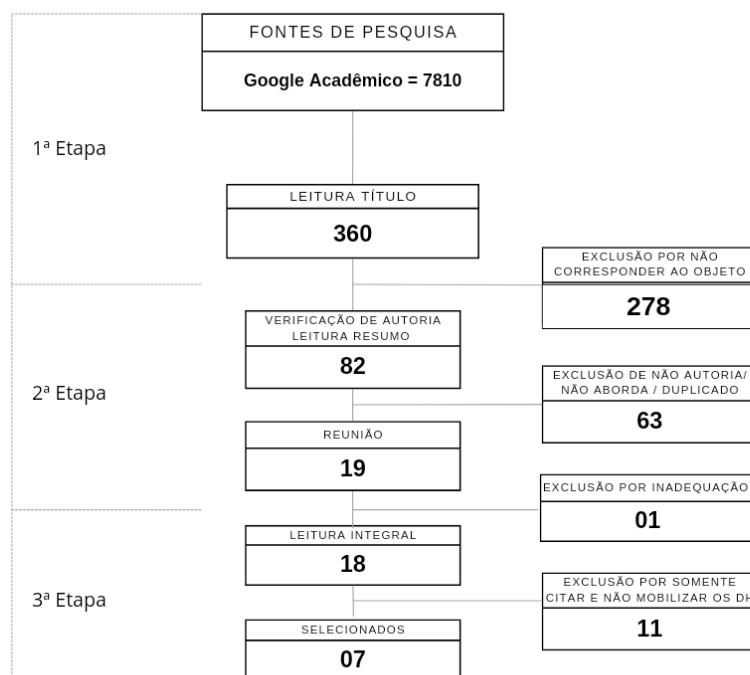 FONTES DE PESQUISA
Google Acadêmico = 7810
1ª Etapa
LEITURA TÍTULO
360
EXCLUSÃO POR NÃO
CORRESPONDER AO OBJETO
278
VERIFICAÇÃO DE AUTORIA
LEITURA RESUMO
82
2ª Etapa
EXCLUSÃO DE NÃO AUTORIA/
NÃO ABORDA / DUPLICADO
63
REUNIÃO
19
EXCLUSÃO POR INADEQUAÇÃO
01
LEITURA INTEGRAL
18
3ª Etapa
EXCLUSÃO POR SOMENTE
CITAR E NÃO MOBILIZAR OS DH
11
SELECIONADOS
07